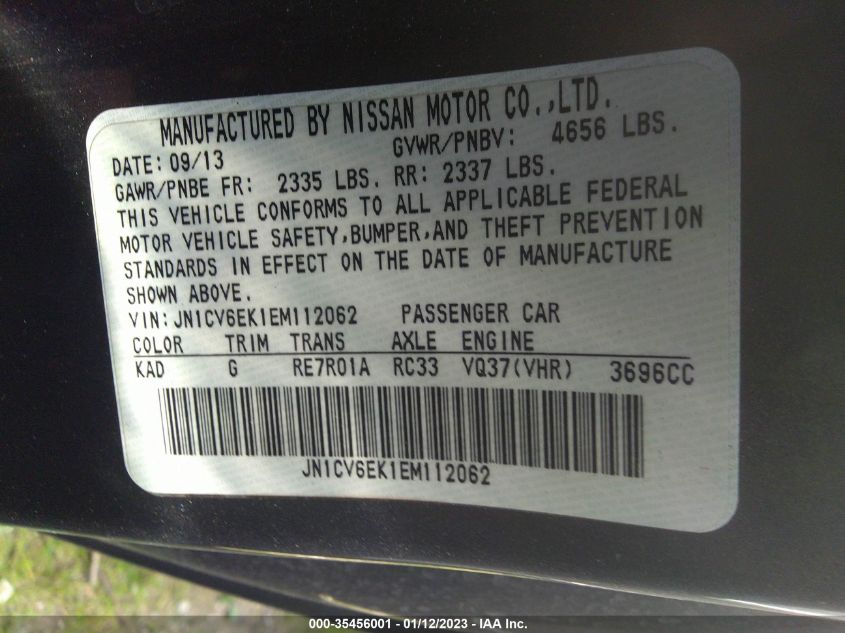 MANUFACTURED BY NISSAN MOTOR CO.,LTD.
DATE: 09/13 GVWR/PNBV: 4656 LBS.
GAWR/PNBE FR: 2335 LBS. RR: 2337 LBS.
THIS VEHICLE CONFORMS TO ALL APPLICABLE FEDERAL
MOTOR VEHICLE SAFETY,BUMPER,AND THEFT PREVENTION
STANDARDS IN EFFECT ON THE DATE OF MANUFACTURE
SHOWN ABOVE.
VIN:JN1CV6EK1EM112062 PASSENGER CAR
COLOR TRIM TRANS AXLE ENGINE
KAD G RE7R01A RC33 VQ37(VHR) 3696CC
JN1CV6EK1EM112062
000-35456001 - 01/12/2023 - IAA Inc.